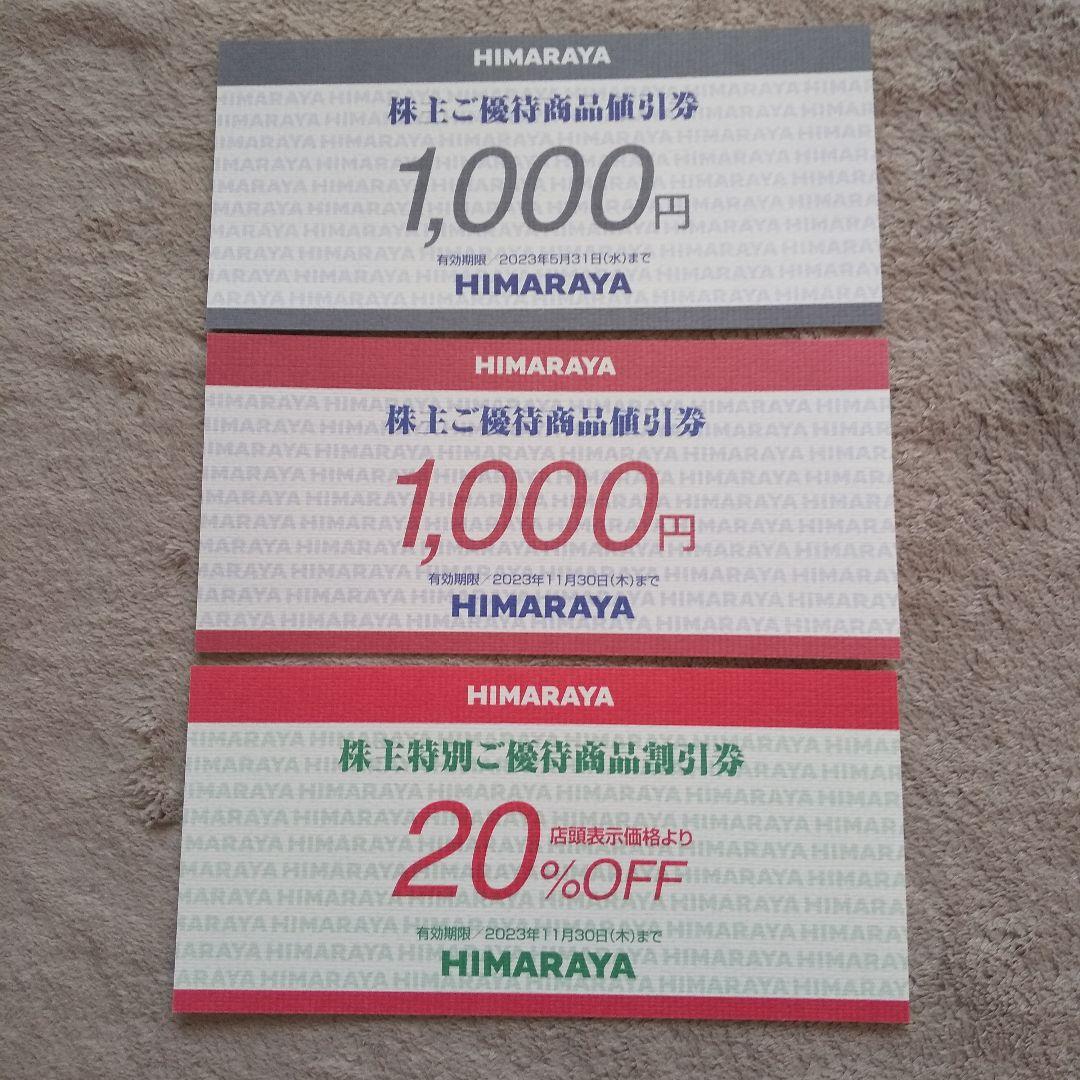 HIMARAYA
株主ご優待商品値引券
1,000円
有効期限／2023年5月31日(水)まで
HIMARAYA
HIMARAYA
株主ご優待商品値引券
1,000円
有効期限／2023年11月30日(木)まで
HIMARAYA
HIMARAYA
株主特別ご優待商品割引券
20 店頭表示価格より
%OFF
有効期限／2023年11月30日(木)まで
HIMARAYA